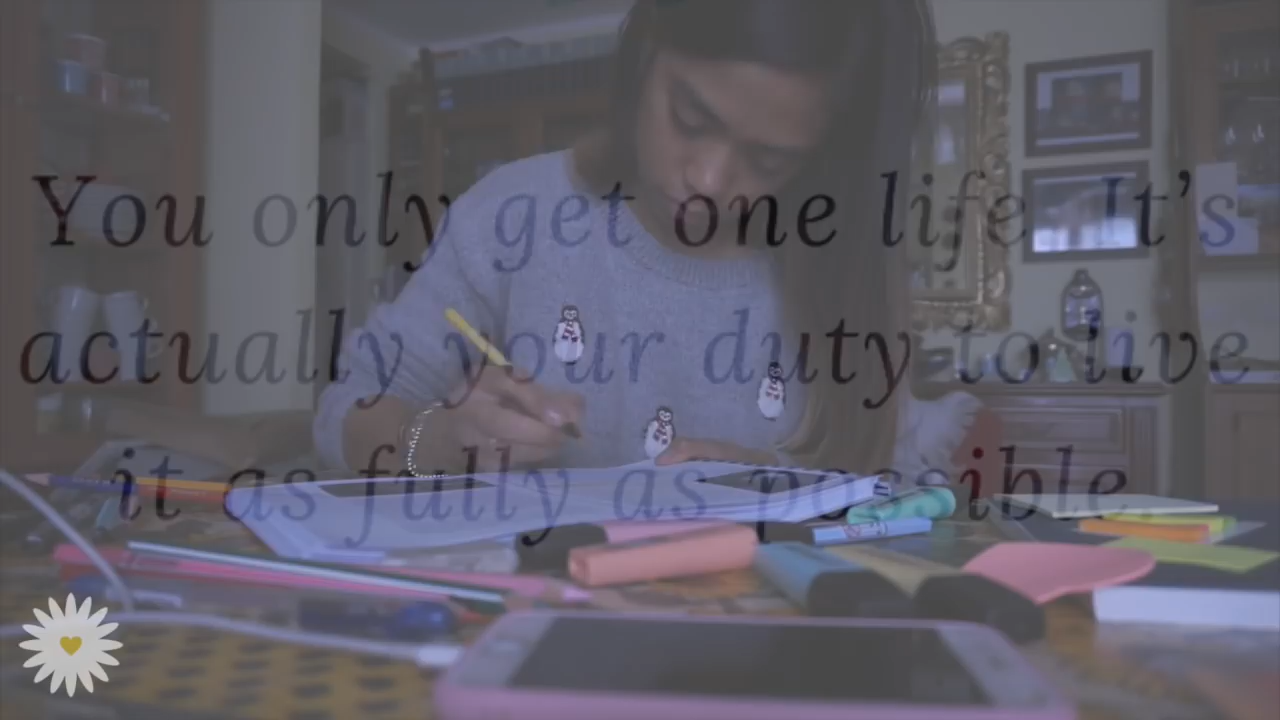 You only get one life. It’s
actually your duty to live
it as fully as possible.